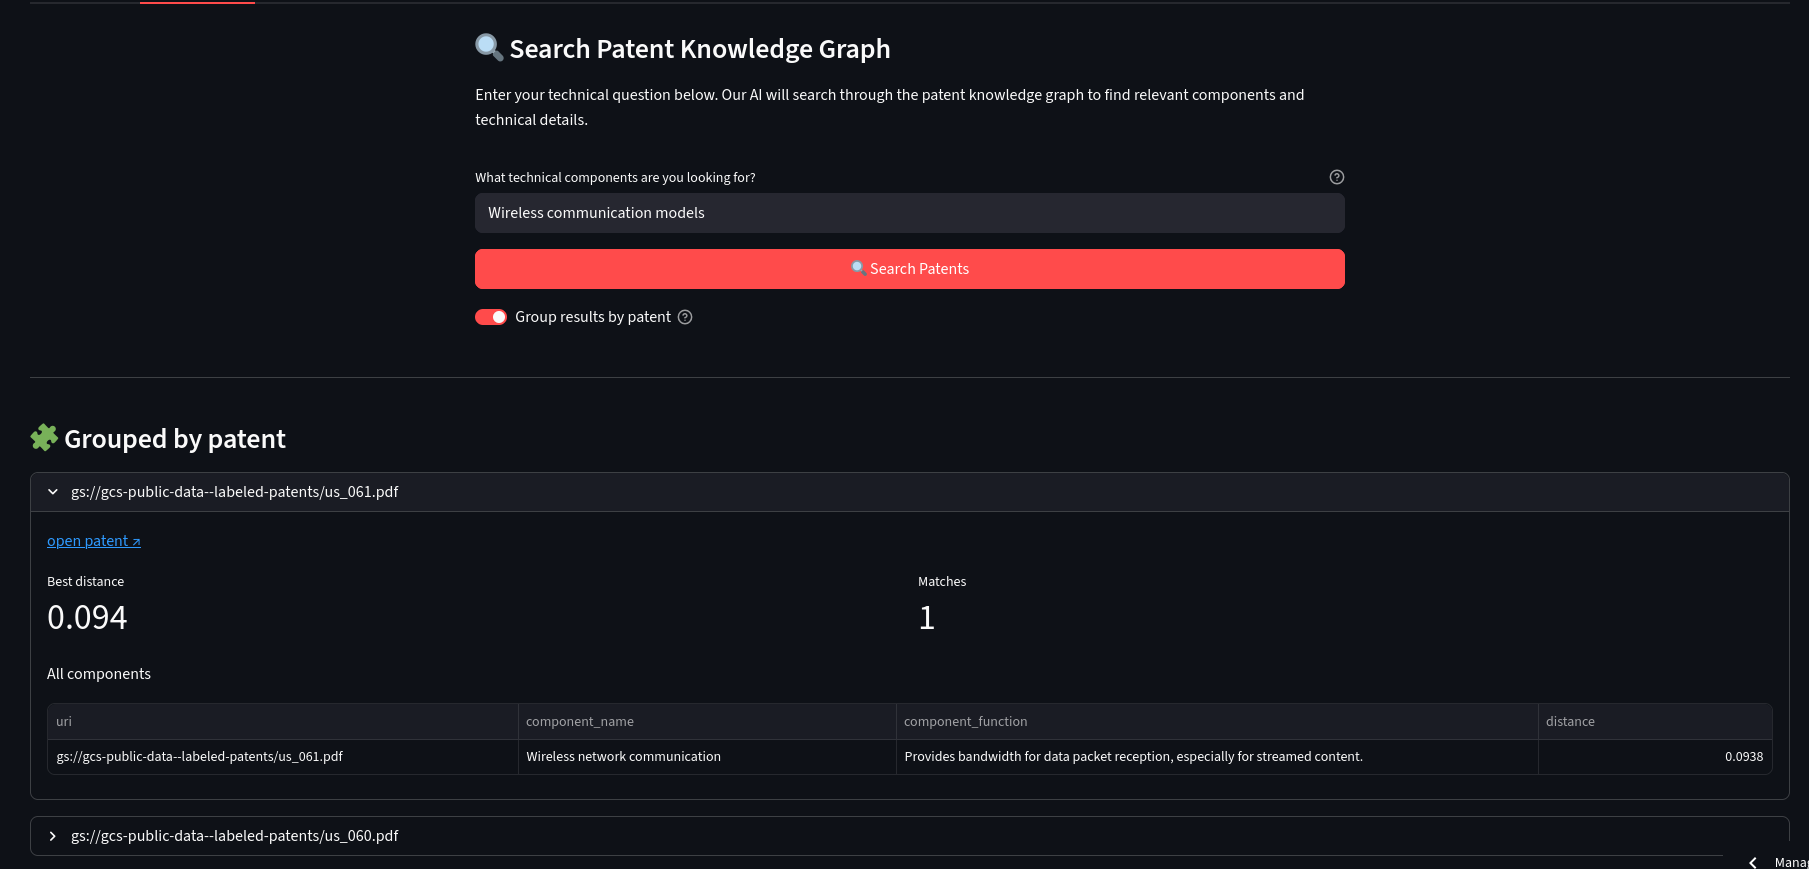 Search Patent Knowledge Graph
Enter your technical question below. Our AI will search through the patent knowledge graph to find relevant components and
technical details.
What technical components are you looking for?
Wireless communication models
Search Patents
Group results by patent
Grouped by patent
gs://gcs-public-data--labeled-patents/us_061.pdf
open patent ↗
Best distance
Matches
0.094
1
All components
uri component_name component_function distance
gs://gcs-public-data--labeled-patents/us_061.pdf Wireless network communication Provides bandwidth for data packet reception, especially for streamed content. 0.0938
gs://gcs-public-data--labeled-patents/us_060.pdf